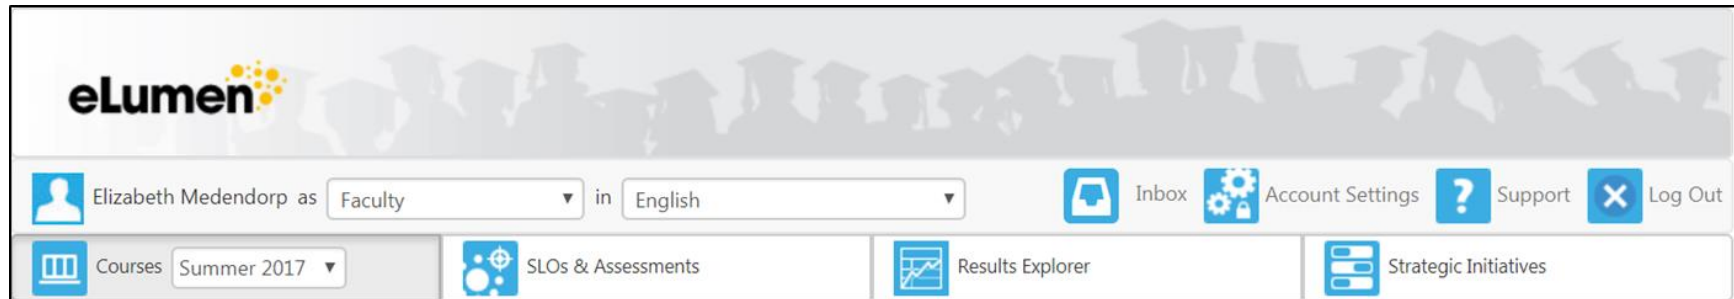 eLumen
Elizabeth Medendorp as Faculty in English Inbox Account Settings ? Support Log Out
Courses Summer 2017 SLOs & Assessments Results Explorer Strategic Initiatives